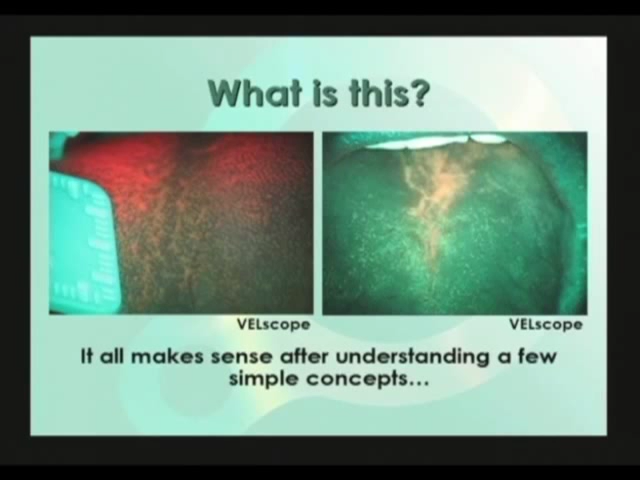 What is this?
VELscope
VELscope
It all makes sense after understanding a few
simple concepts...